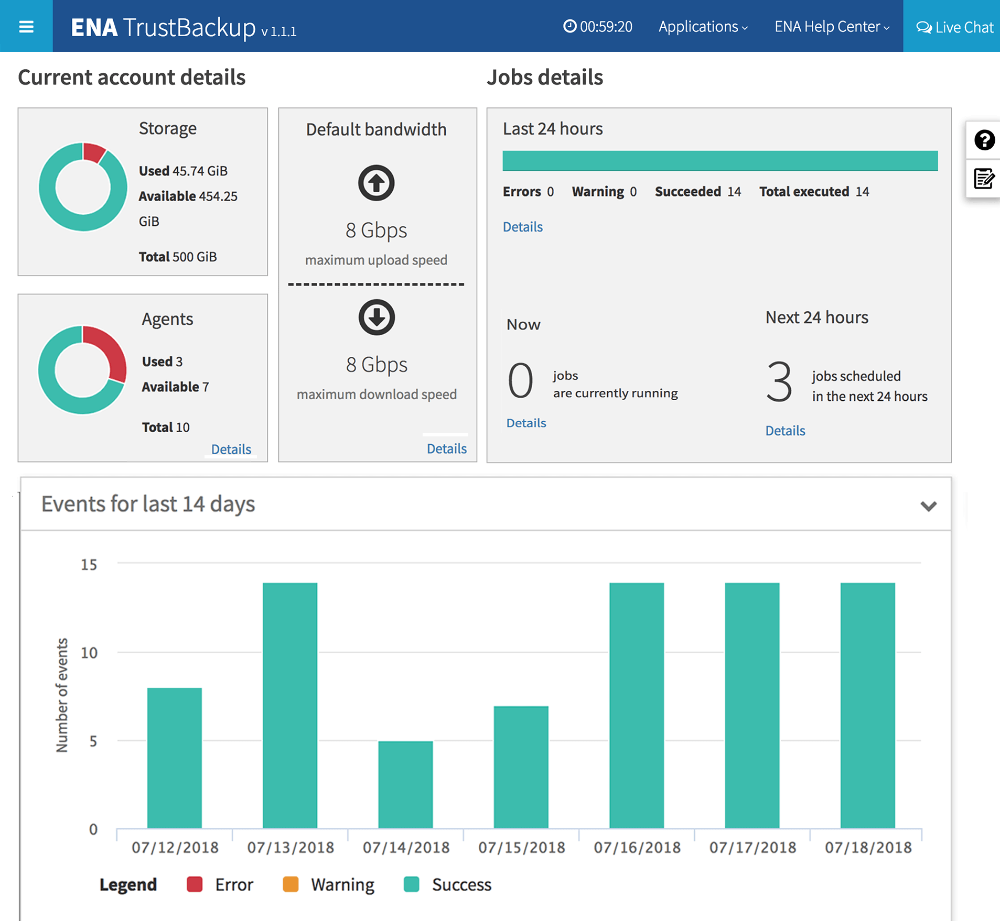 ENA TrustBackup v 1.1.1
00:59:20
Applications
ENA Help Center
Live Chat
Current account details
Storage
Used 45.74 GiB
Available 454.25
GiB
Total 500 GiB
Agents
Used 3
Available 7
Total 10
Details
Default bandwidth
8 Gbps
maximum upload speed
8 Gbps
maximum download speed
Details
Jobs details
Last 24 hours
Errors 0 Warning 0 Succeeded 14 Total executed 14
Details
Now
0 jobs
are currently running
Details
Next 24 hours
3 jobs scheduled
in the next 24 hours
Details
Events for last 14 days
Number of events
15
10
5
0
07/12/2018 07/13/2018 07/14/2018 07/15/2018 07/16/2018 07/17/2018 07/18/2018
Legend Error Warning Success